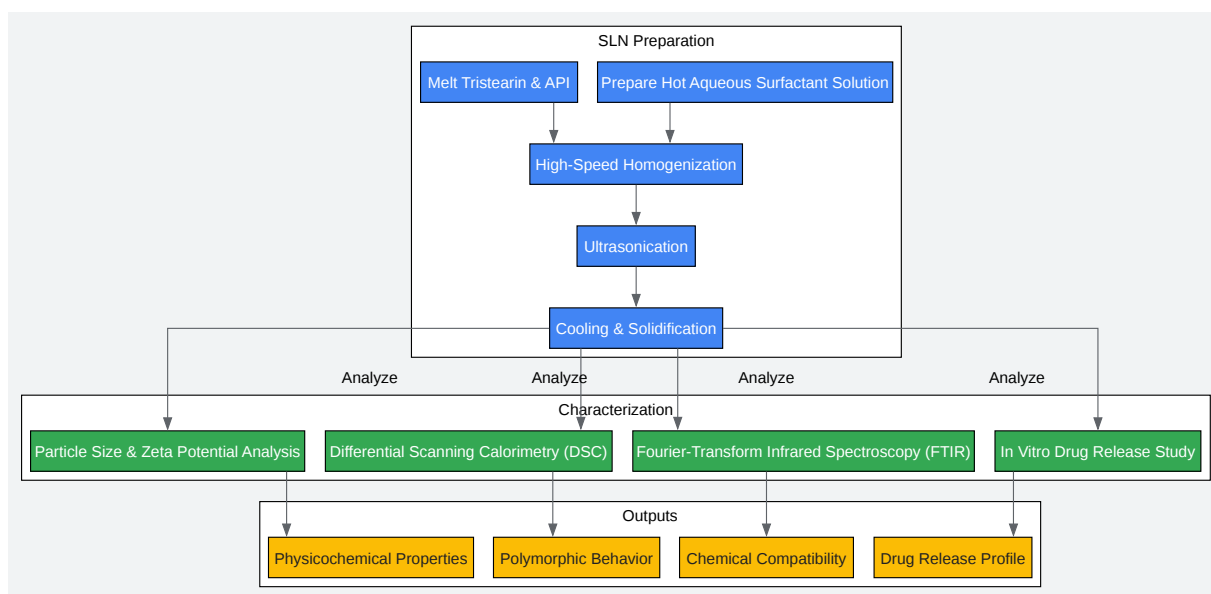 SLN Preparation
Melt Tristearin & API
Prepare Hot Aqueous Surfactant Solution
High-Speed Homogenization
Ultrasonication
Cooling & Solidification
Analyze
Analyze
Analyze
Analyze
Characterization
Particle Size & Zeta Potential Analysis
Differential Scanning Calorimetry (DSC)
Fourier-Transform Infrared Spectroscopy (FTIR)
In Vitro Drug Release Study
Outputs
Physicochemical Properties
Polymorphic Behavior
Chemical Compatibility
Drug Release Profile